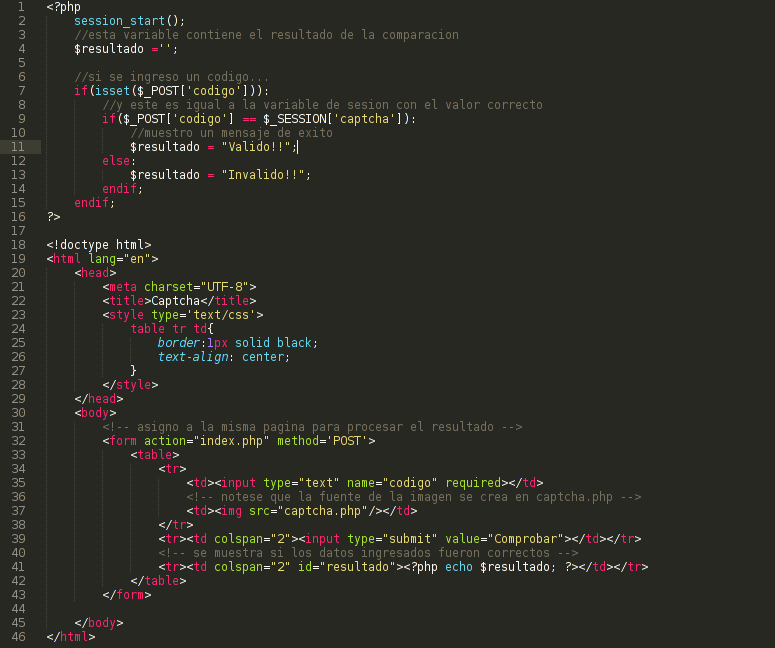 1 <?php
2     session_start();
3     //esta variable contiene el resultado de la comparacion
4     $resultado ='';
5
6     //si se ingreso un codigo...
7     if(isset($_POST['codigo'])):
8         //y este es igual a la variable de sesion con el valor correcto
9         if($_POST['codigo'] == $_SESSION['captcha']):
10             //muestro un mensaje de exito
11             $resultado = "Valido!!";
12         else:
13             $resultado = "Invalido!!";
14         endif;
15     endif;
16 ?>
17
18 <!doctype html>
19 <html lang="en">
20     <head>
21         <meta charset="UTF-8">
22         <title>Captcha</title>
23         <style type='text/css'>
24             table tr td{
25                 border:1px solid black;
26                 text-align: center;
27             }
28         </style>
29     </head>
30     <body>
31         <!-- asigno a la misma pagina para procesar el resultado -->
32         <form action="index.php" method='POST'>
33             <table>
34                 <tr>
35                     <td><input type="text" name="codigo" required></td>
36                     <!-- notese que la fuente de la imagen se crea en captcha.php -->
37                     <td><img src="captcha.php"/></td>
38                 </tr>
39                 <tr><td colspan="2"><input type="submit" value="Comprobar"></td></tr>
40                 <!-- se muestra si los datos ingresados fueron correctos -->
41                 <tr><td colspan="2" id="resultado"><?php echo $resultado; ?></td></tr>
42             </table>
43         </form>
44
45     </body>
46 </html>